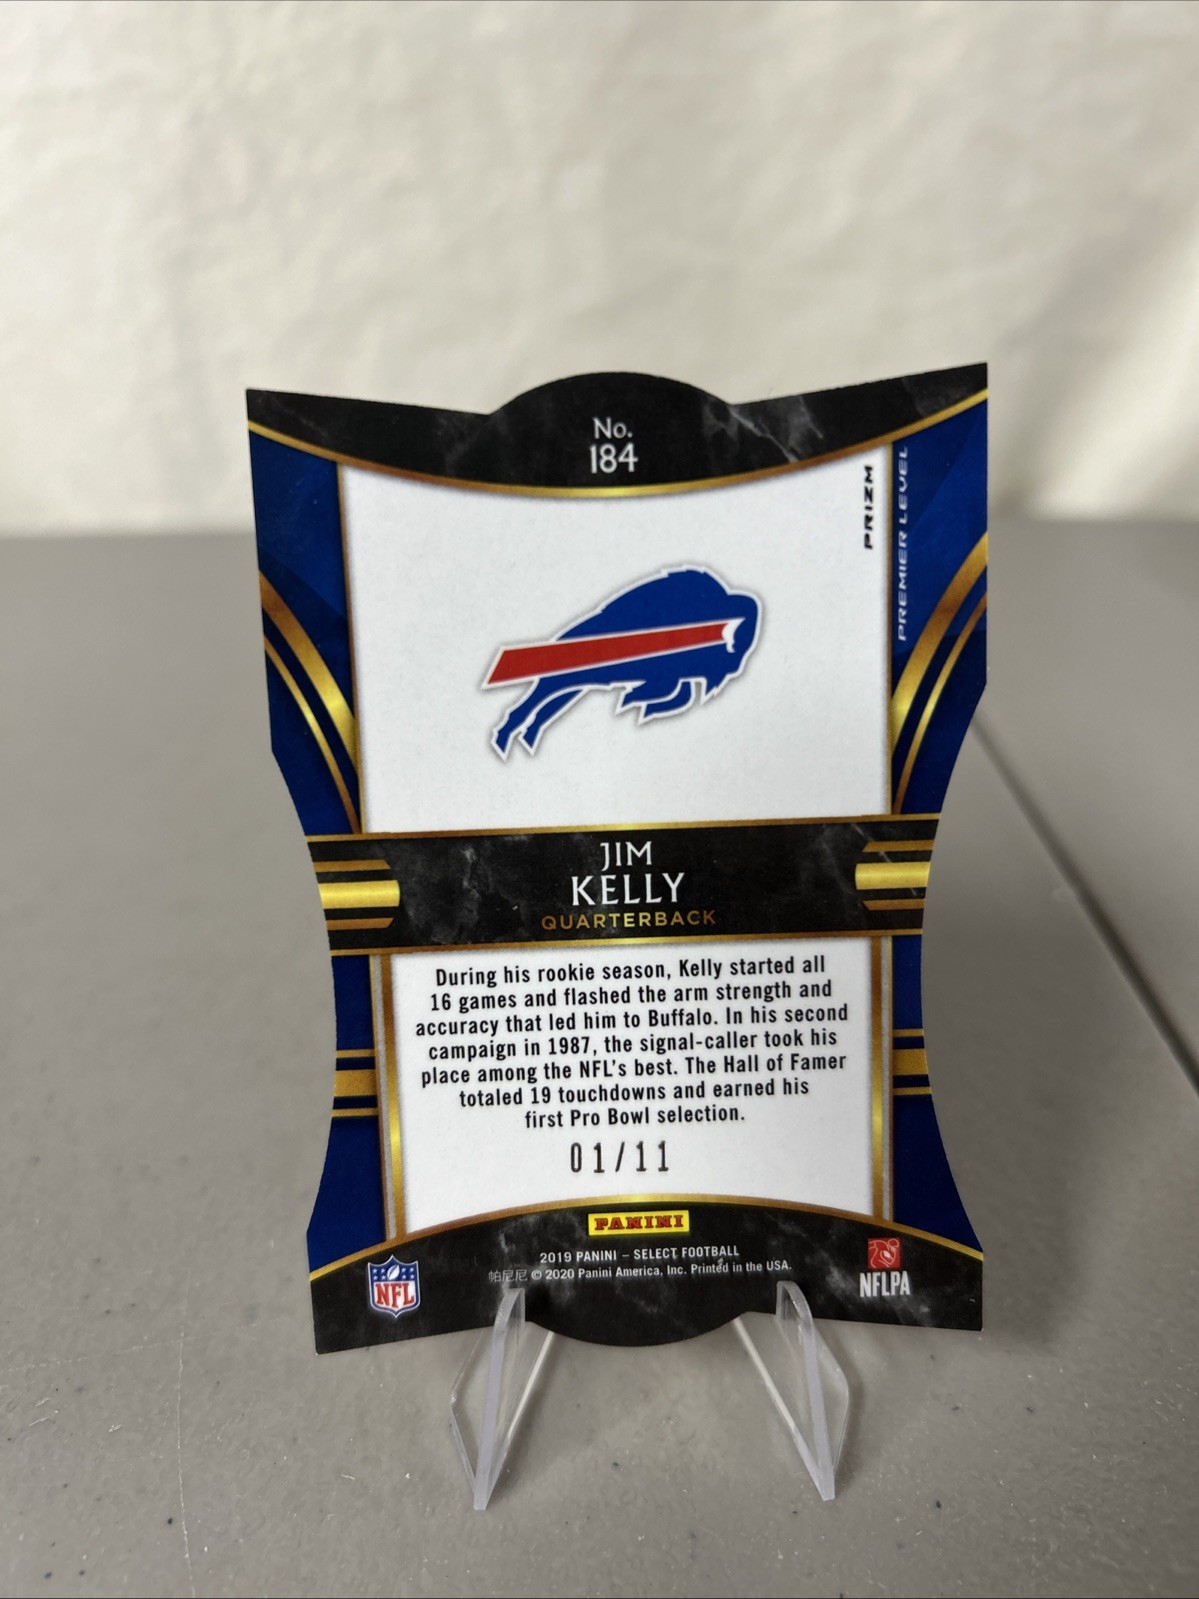 No.
184
PRIZM
PREMIER LEVEL
JIM
KELLY
QUARTERBACK
During his rookie season, Kelly started all
16 games and flashed the arm strength and
accuracy that led him to Buffalo. In his second
campaign in 1987, the signal-caller took his
place among the NFL's best. The Hall of Famer
totaled 19 touchdowns and earned his
first Pro Bowl selection.
01/11
PANINI
2019 PANINI – SELECT FOOTBALL
帕尼尼 © 2020 Panini America, Inc. Printed in the USA.
NFL
NFLPA